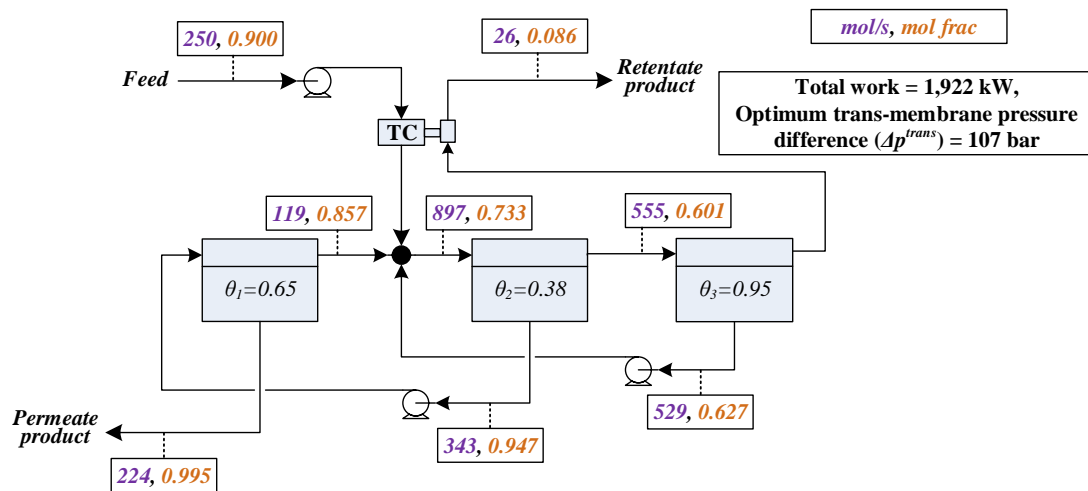 250, 0.900
26, 0.086
mol/s, mol frac
Feed
Retentate
product
Total work = 1,922 kW,
Optimum trans-membrane pressure
difference (Δp^trans) = 107 bar
TC
119, 0.857
897, 0.733
555, 0.601
θ₁=0.65
θ₂=0.38
θ₃=0.95
Permeate
product
224, 0.995
343, 0.947
529, 0.627